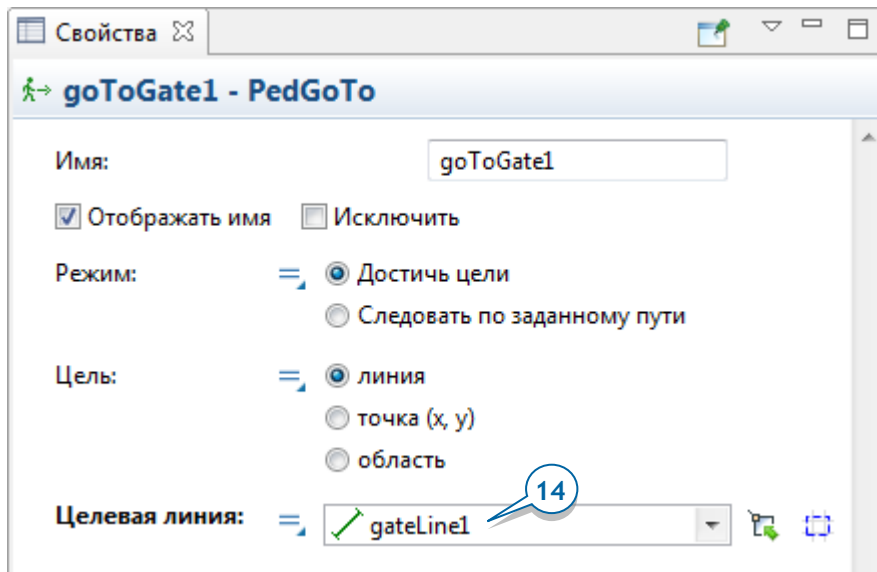 Свойства
goToGate1 - PedGoTo
Имя: goToGate1
Отображать имя Исключить
Режим: Достичь цели
Следовать по заданному пути
Цель: линия
точка (x, y)
область
14
Целевая линия: gateLine1